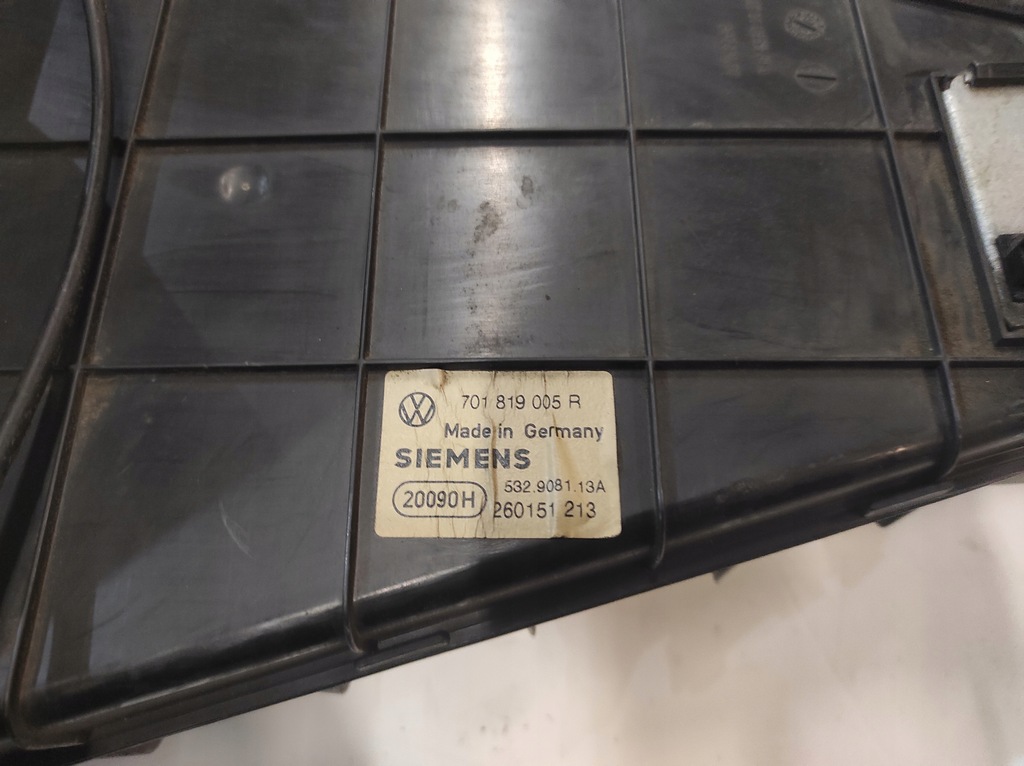 701 819 005 R
Made in Germany
SIEMENS
532.9081.13A
20090H 260151 213